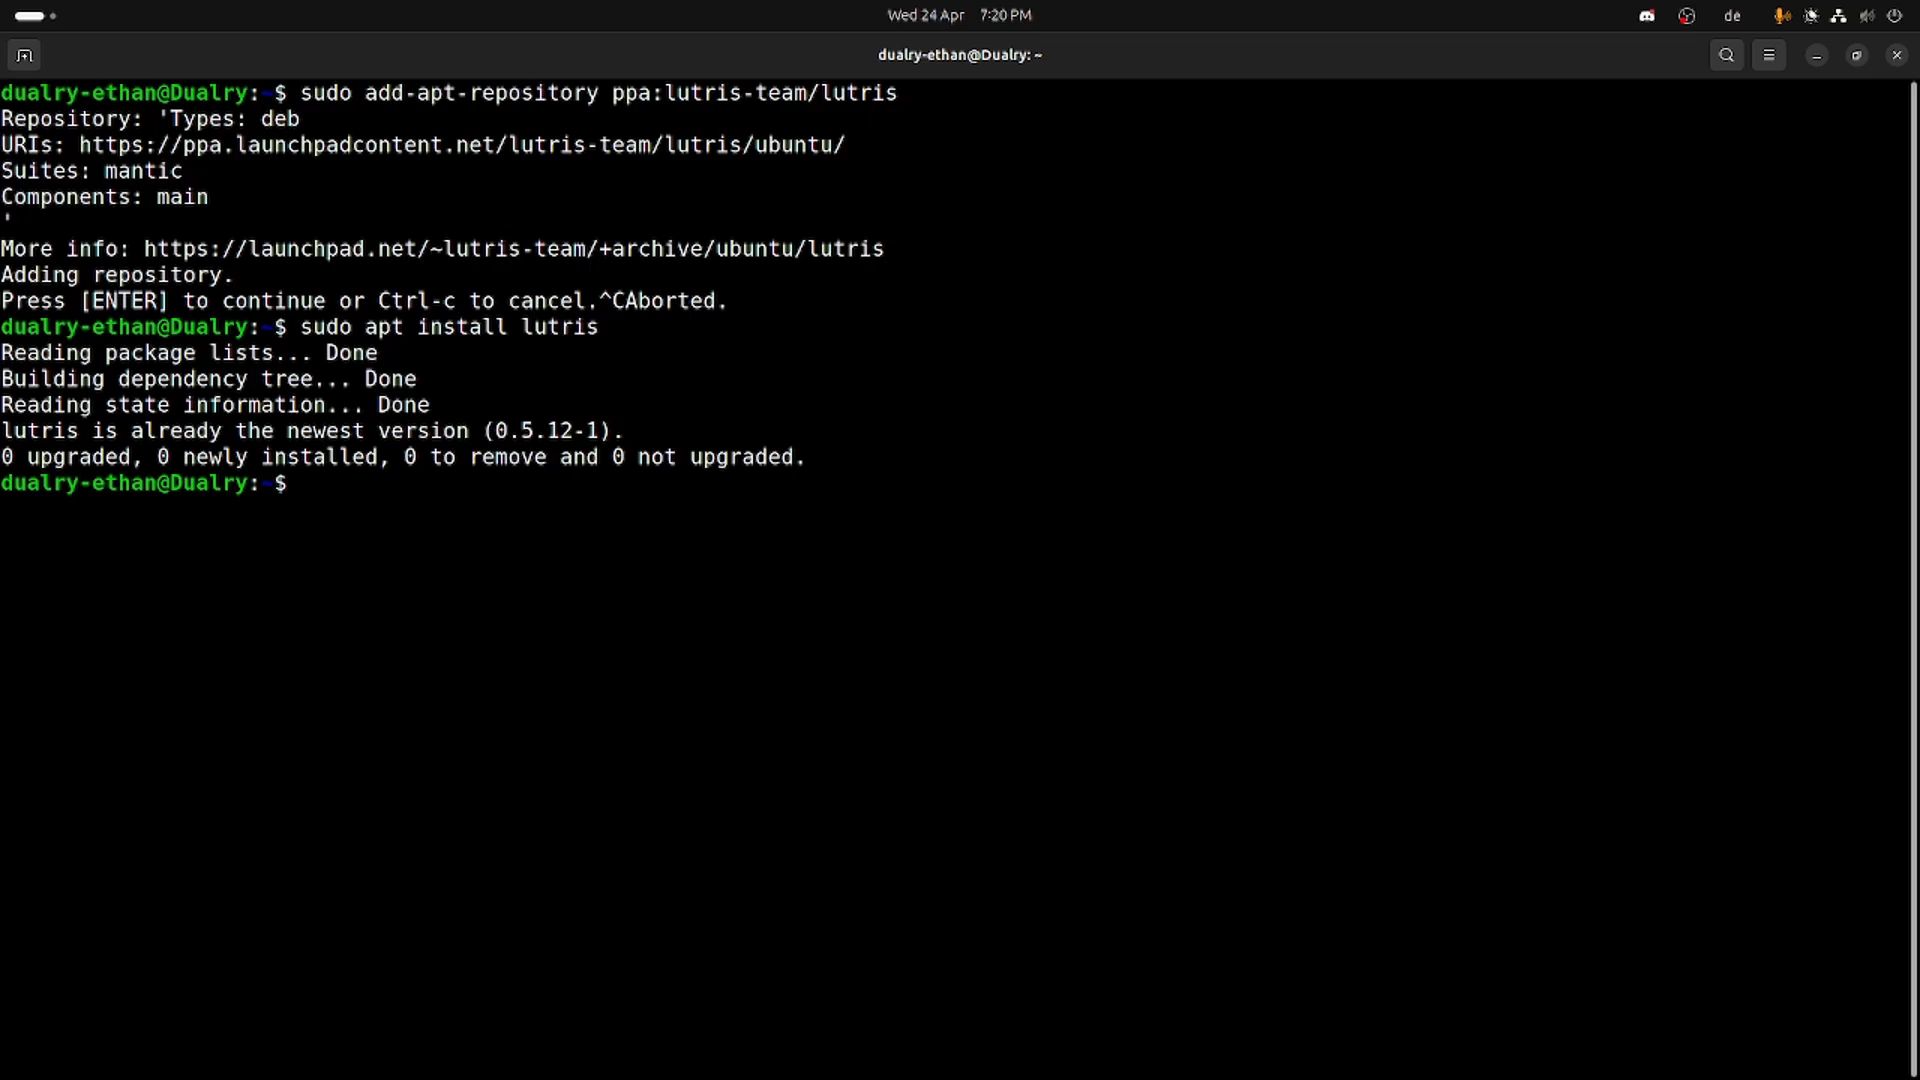 Wed 24 Apr 7:20 PM
de
dualry-ethan@Dualry: ~
dualry-ethan@Dualry:~$ sudo add-apt-repository ppa:lutris-team/lutris
Repository: 'Types: deb
URIs: https://ppa.launchpadcontent.net/lutris-team/lutris/ubuntu/
Suites: mantic
Components: main
'
More info: https://launchpad.net/~lutris-team/+archive/ubuntu/lutris
Adding repository.
Press [ENTER] to continue or Ctrl-c to cancel.^CAborted.
dualry-ethan@Dualry:~$ sudo apt install lutris
Reading package lists... Done
Building dependency tree... Done
Reading state information... Done
lutris is already the newest version (0.5.12-1).
0 upgraded, 0 newly installed, 0 to remove and 0 not upgraded.
dualry-ethan@Dualry:~$